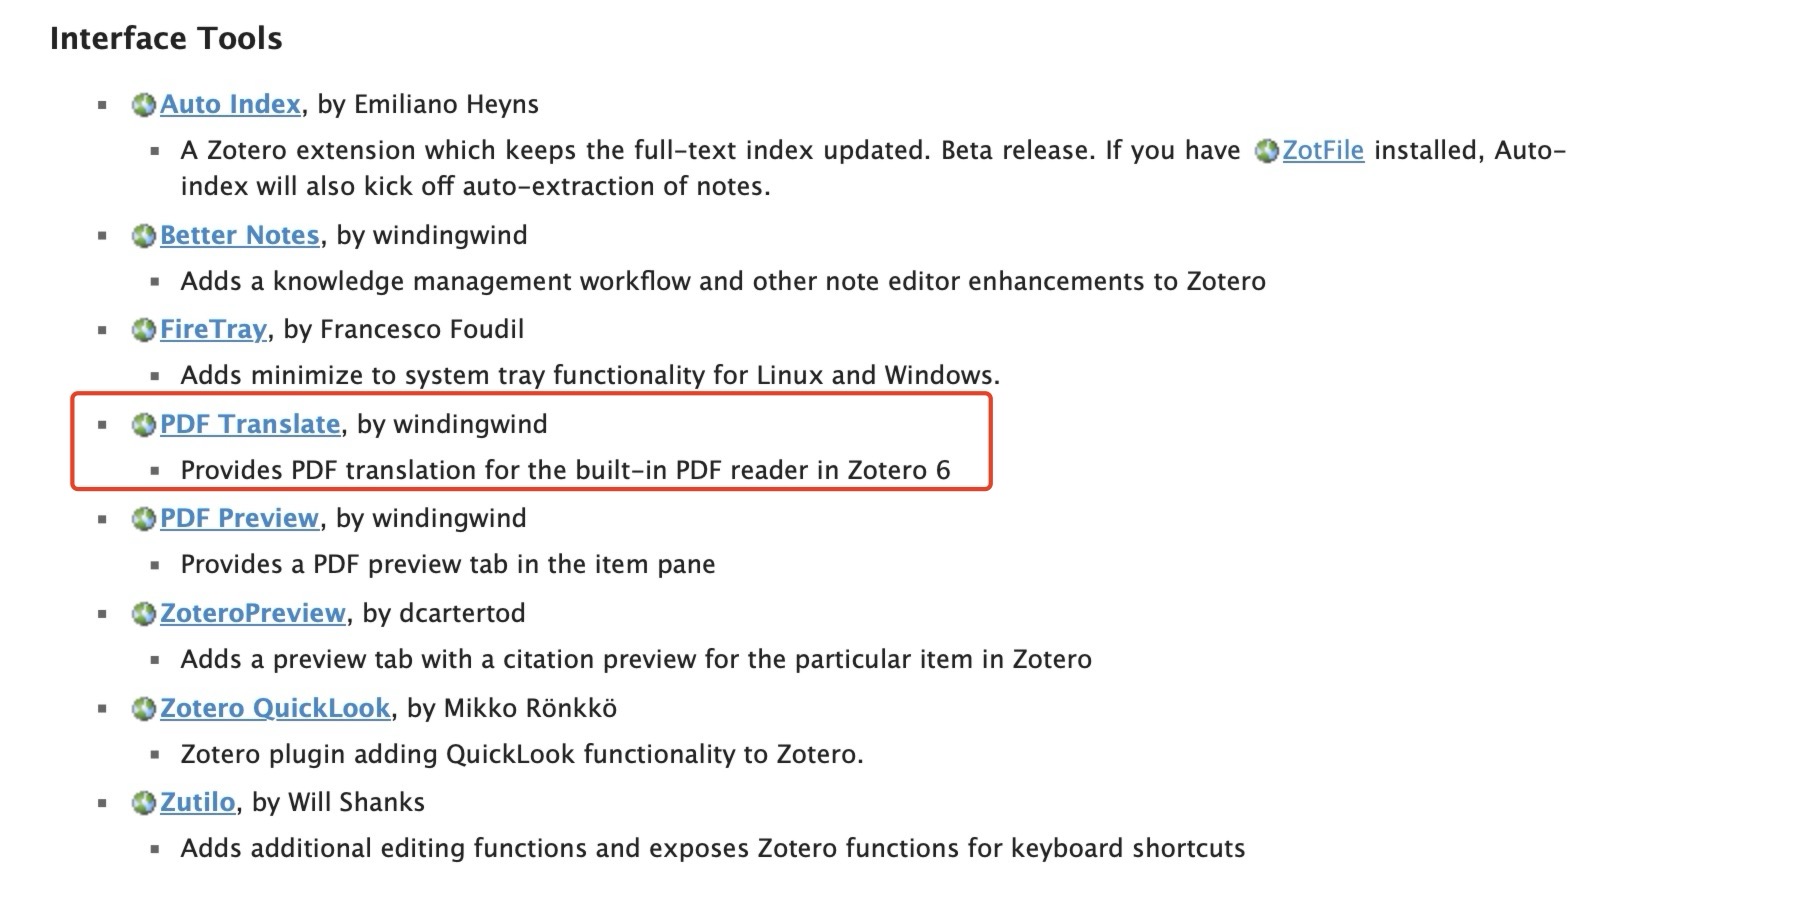 Interface Tools
Auto Index, by Emiliano Heyns
A Zotero extension which keeps the full-text index updated. Beta release. If you have ZotFile installed, Auto-
index will also kick off auto-extraction of notes.
Better Notes, by windingwind
Adds a knowledge management workflow and other note editor enhancements to Zotero
FireTray, by Francesco Foudil
Adds minimize to system tray functionality for Linux and Windows.
PDF Translate, by windingwind
Provides PDF translation for the built-in PDF reader in Zotero 6
PDF Preview, by windingwind
Provides a PDF preview tab in the item pane
ZoteroPreview, by dcartertod
Adds a preview tab with a citation preview for the particular item in Zotero
Zotero QuickLook, by Mikko Rönkkö
Zotero plugin adding QuickLook functionality to Zotero.
Zutilo, by Will Shanks
Adds additional editing functions and exposes Zotero functions for keyboard shortcuts